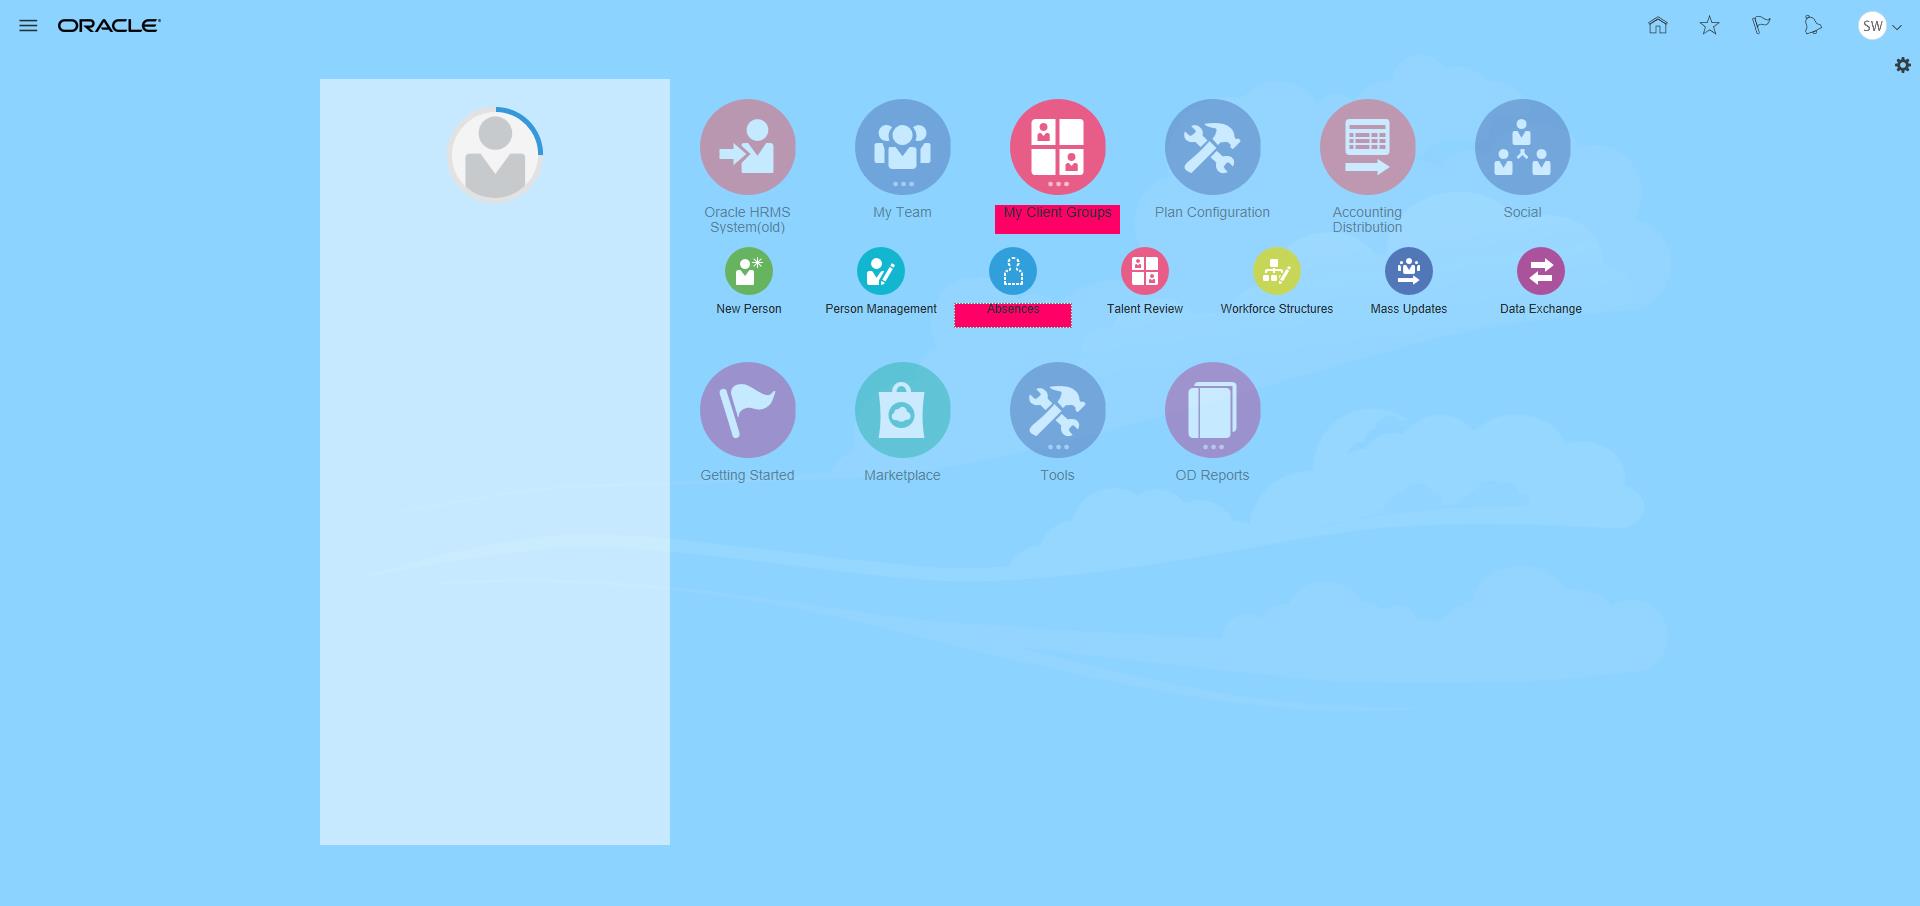 ORACLE
SW
Oracle HRMS
System(old)
My Team
My Client Groups
Plan Configuration
Accounting
Distribution
Social
New Person
Person Management
Absences
Talent Review
Workforce Structures
Mass Updates
Data Exchange
Getting Started
Marketplace
Tools
OD Reports